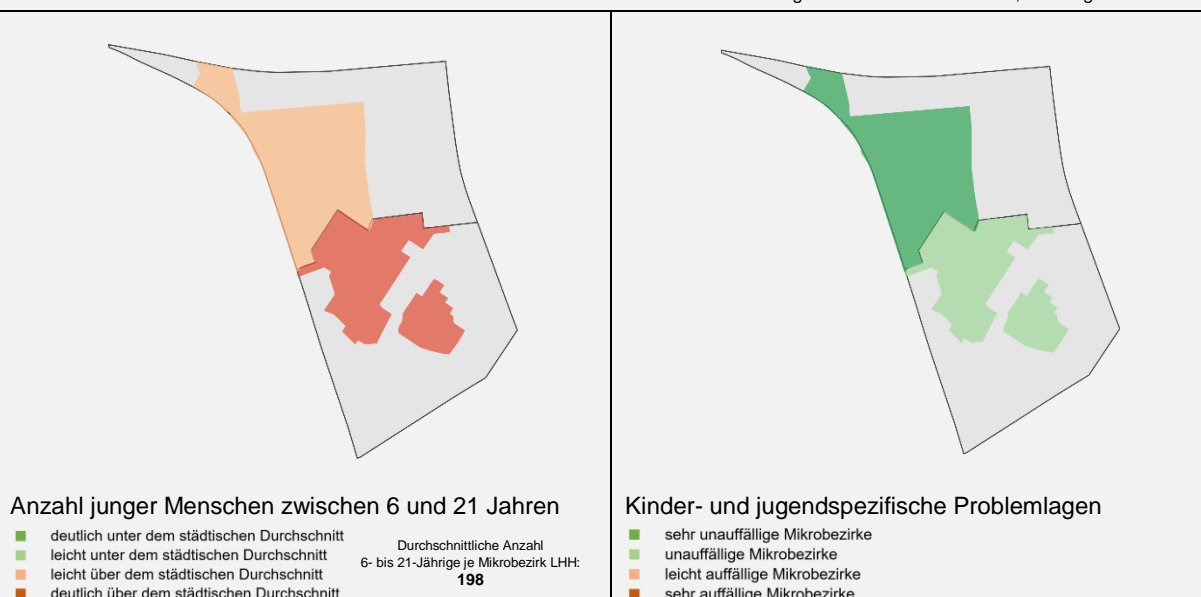 Anzahl junger Menschen zwischen 6 und 21 Jahren
deutlich unter dem städtischen Durchschnitt
leicht unter dem städtischen Durchschnitt
leicht über dem städtischen Durchschnitt
deutlich über dem städtischen Durchschnitt
Durchschnittliche Anzahl
6- bis 21-Jährige je Mikrobezirk LHH:
198
Kinder- und jugendspezifische Problemlagen
sehr unauffällige Mikrobezirke
unauffällige Mikrobezirke
leicht auffällige Mikrobezirke
sehr auffällige Mikrobezirke